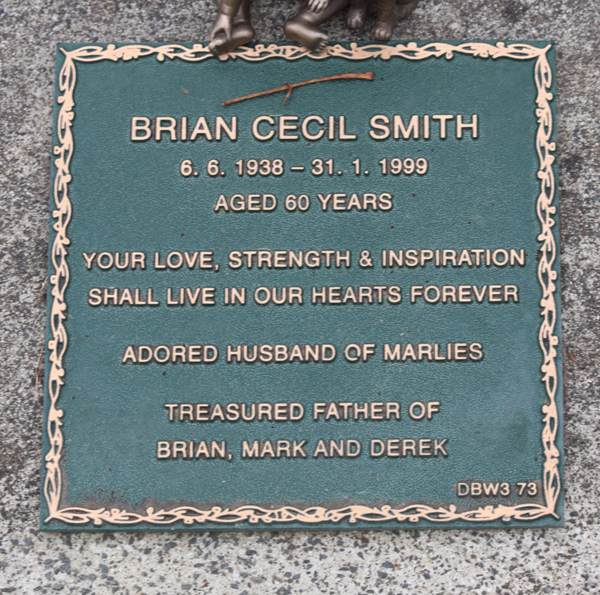 BRIAN CECIL SMITH
6. 6. 1938 – 31. 1. 1999
AGED 60 YEARS
YOUR LOVE, STRENGTH & INSPIRATION
SHALL LIVE IN OUR HEARTS FOREVER
ADORED HUSBAND OF MARLIES
TREASURED FATHER OF
BRIAN, MARK AND DEREK
DBW3 73